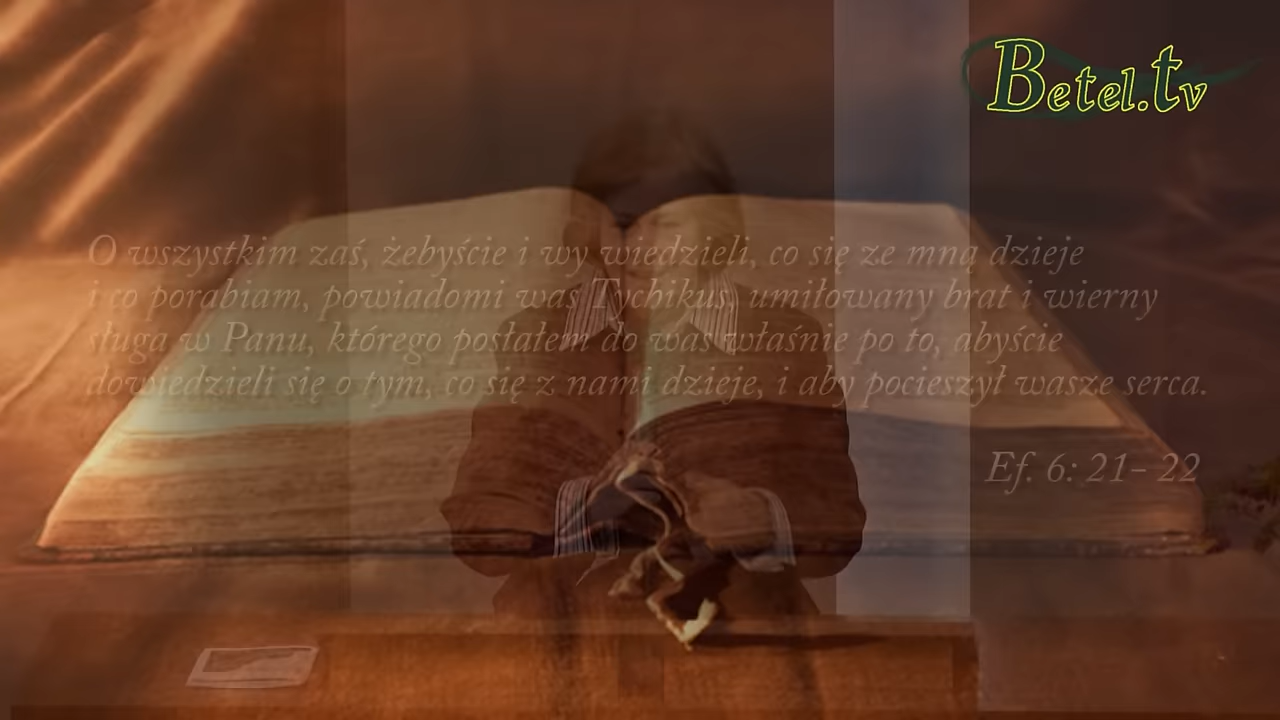 Betel.tv
O wszystkim zaś, żebyście i wy wiedzieli, co się ze mną dzieje
i co porabiam, powiadomi was Tychikus, umiłowany brat i wierny
sługa w Panu, którego posłałem do was właśnie po to, abyście
dowiedzieli się o tym, co się z nami dzieje, i aby pocieszył wasze serca.
Ef. 6: 21- 22